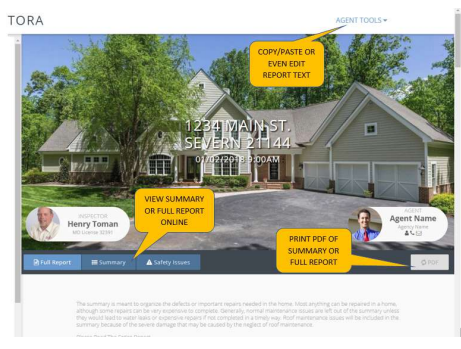 TORA
AGENT TOOLS
COPY/PASTE OR
EVEN EDIT
REPORT TEXT
1234 MAIN ST.
SEVERN 21144
01/02/2018 9:00AM
VIEW SUMMARY
OR FULL REPORT
ONLINE
INSPECTOR
Henry Toman
MD License 32391
AGENT
Agent Name
Agency Name
PRINT PDF OF
SUMMARY OR
FULL REPORT
Full Report
Summary
Safety Issues
PDF
The summary is meant to organize the defects or important repairs needed in the home. Most anything can be repaired in a home,
although some repairs can be very expensive to complete. Generally, normal maintenance issues are left out of the summary unless
they would lead to water leaks or expensive repairs if not completed in a timely way. Roof maintenance issues will be included in the
summary because of the severe damage that may be caused by the neglect of roof maintenance.